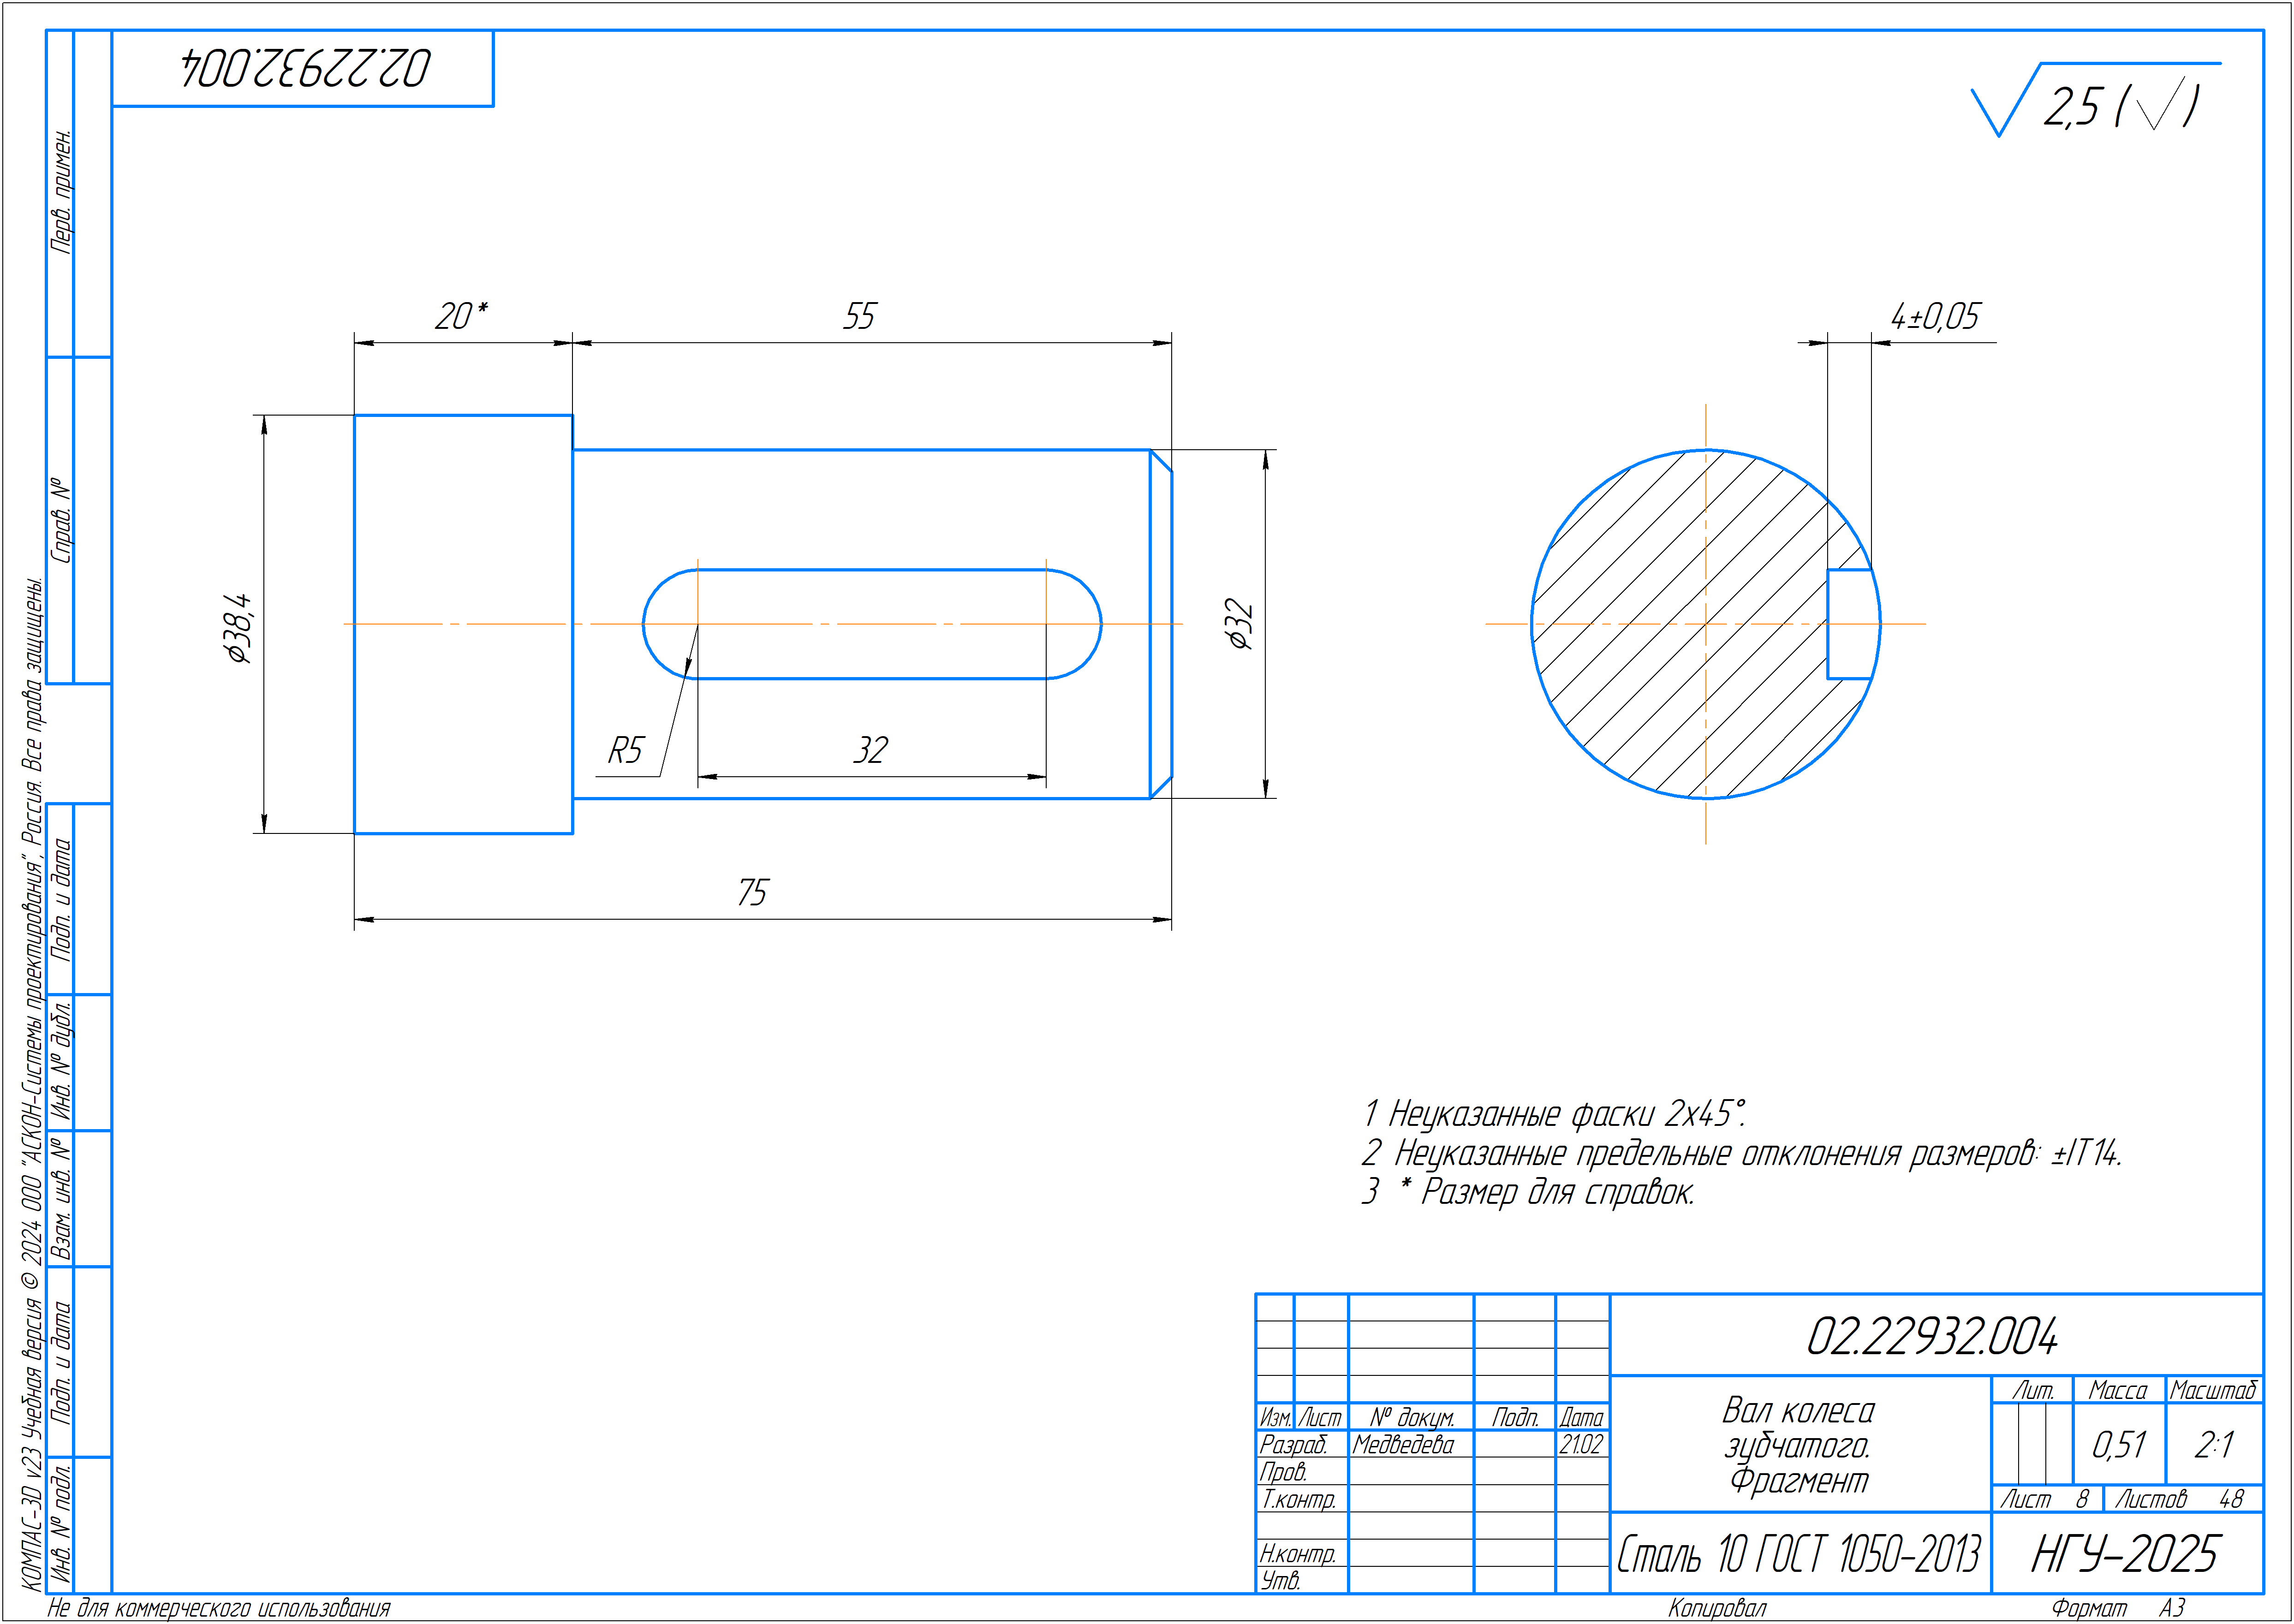 02.22932.004
2,5 ( )
20*
55
4±0,05
⌀38,4
⌀32
R5
32
75
1 Неуказанные фаски 2х45°.
2 Неуказанные предельные отклонения размеров: ±IT14.
3 * Размер для справок.
Перв. примен.
Справ. №
Подп. и дата
Инв. № дубл.
Взам. инв. №
Подп. и дата
Инв. № подл.
КОМПАС-3D v23 Учебная версия © 2024 ООО "АСКОН-Системы проектирования", Россия. Все права защищены.
02.22932.004
Вал колеса
зубчатого.
Фрагмент
Лит. Масса Масштаб
0,51 2:1
Лист 8 Листов 48
Изм. Лист № докум. Подп. Дата
Разраб. Медведева 21.02
Пров.
Т.контр.
Н.контр.
Утв.
Сталь 10 ГОСТ 1050-2013
НГУ-2025
Не для коммерческого использования
Копировал
Формат А3